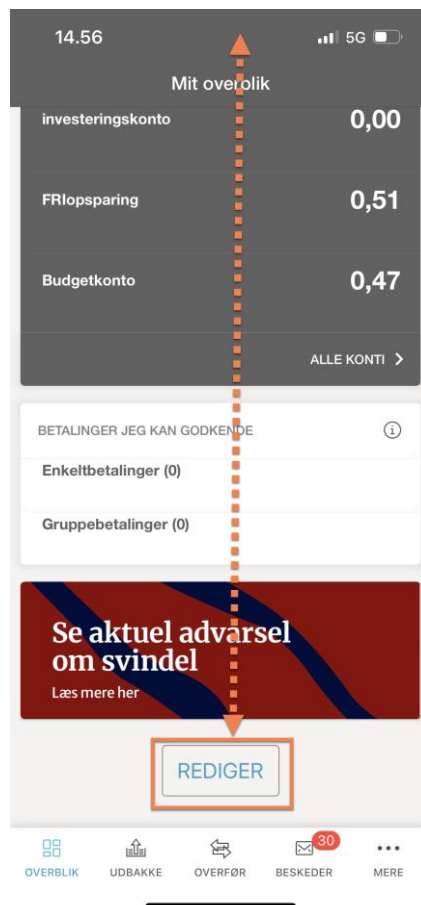 14.56 5G
Mit overblik
investeringskonto 0,00
FRIopsparing 0,51
Budgetkonto 0,47
ALLE KONTI
BETALINGER JEG KAN GODKENDE
Enkeltbetalinger (0)
Gruppebetalinger (0)
Se aktuel advarsel
om svindel
Læs mere her
REDIGER
30
OVERBLIK UDBAKKE OVERFØR BESKEDER MERE